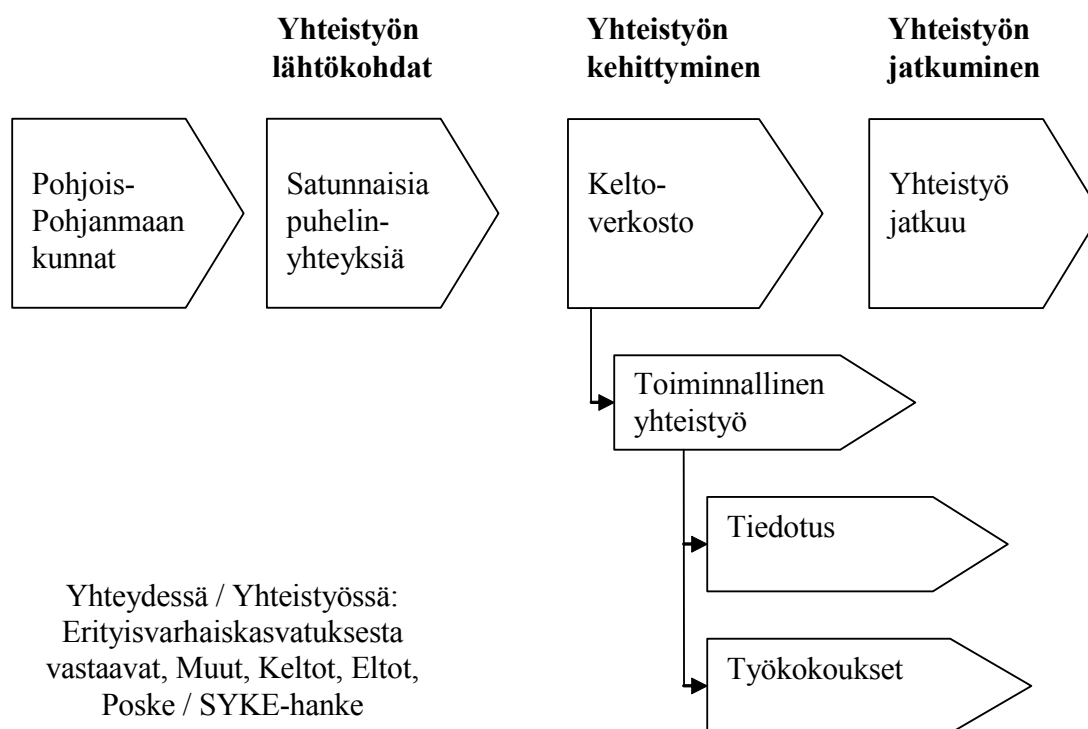 Yhteistyön
lähtökohdat
Yhteistyön
kehittyminen
Yhteistyön
jatkuminen
Pohjois-
Pohjanmaan
kunnat
Satunnaisia
puhelin-
yhteyksiä
Kelto-
verkosto
Yhteistyö
jatkuu
Toiminnallinen
yhteistyö
Tiedotus
Työkokoukset
Yhteydessä / Yhteistyössä:
Erityisvarhaiskasvatuksesta
vastaavat, Muut, Keltot, Eltot,
Poske / SYKE-hanke